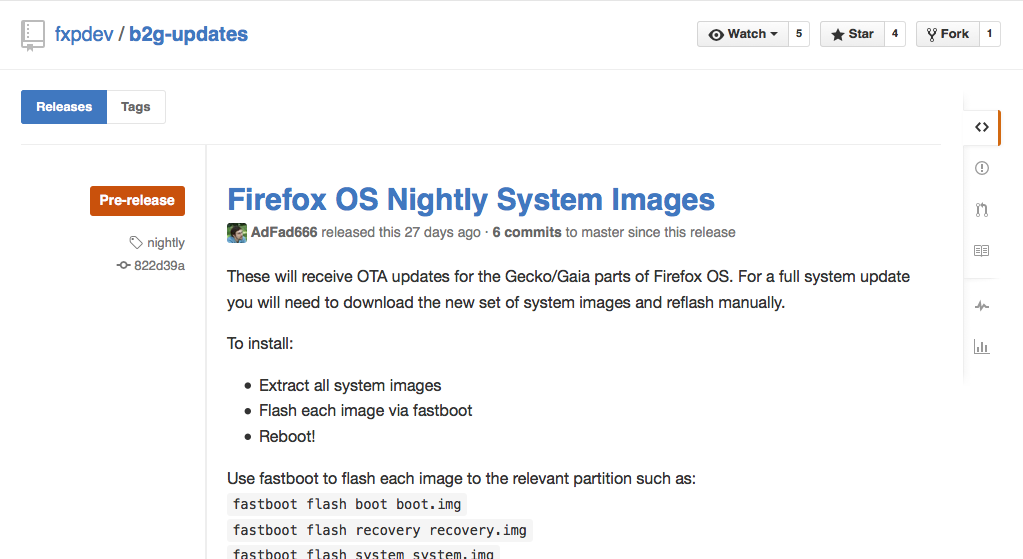 fxpdev / b2g-updates
Watch 5 Star 4 Fork 1
Releases Tags
Pre-release
nightly
822d39a
Firefox OS Nightly System Images
AdFad666 released this 27 days ago · 6 commits to master since this release
These will receive OTA updates for the Gecko/Gaia parts of Firefox OS. For a full system update
you will need to download the new set of system images and reflash manually.
To install:
• Extract all system images
• Flash each image via fastboot
• Reboot!
Use fastboot to flash each image to the relevant partition such as:
fastboot flash boot boot.img
fastboot flash recovery recovery.img
fastboot flash system system.img